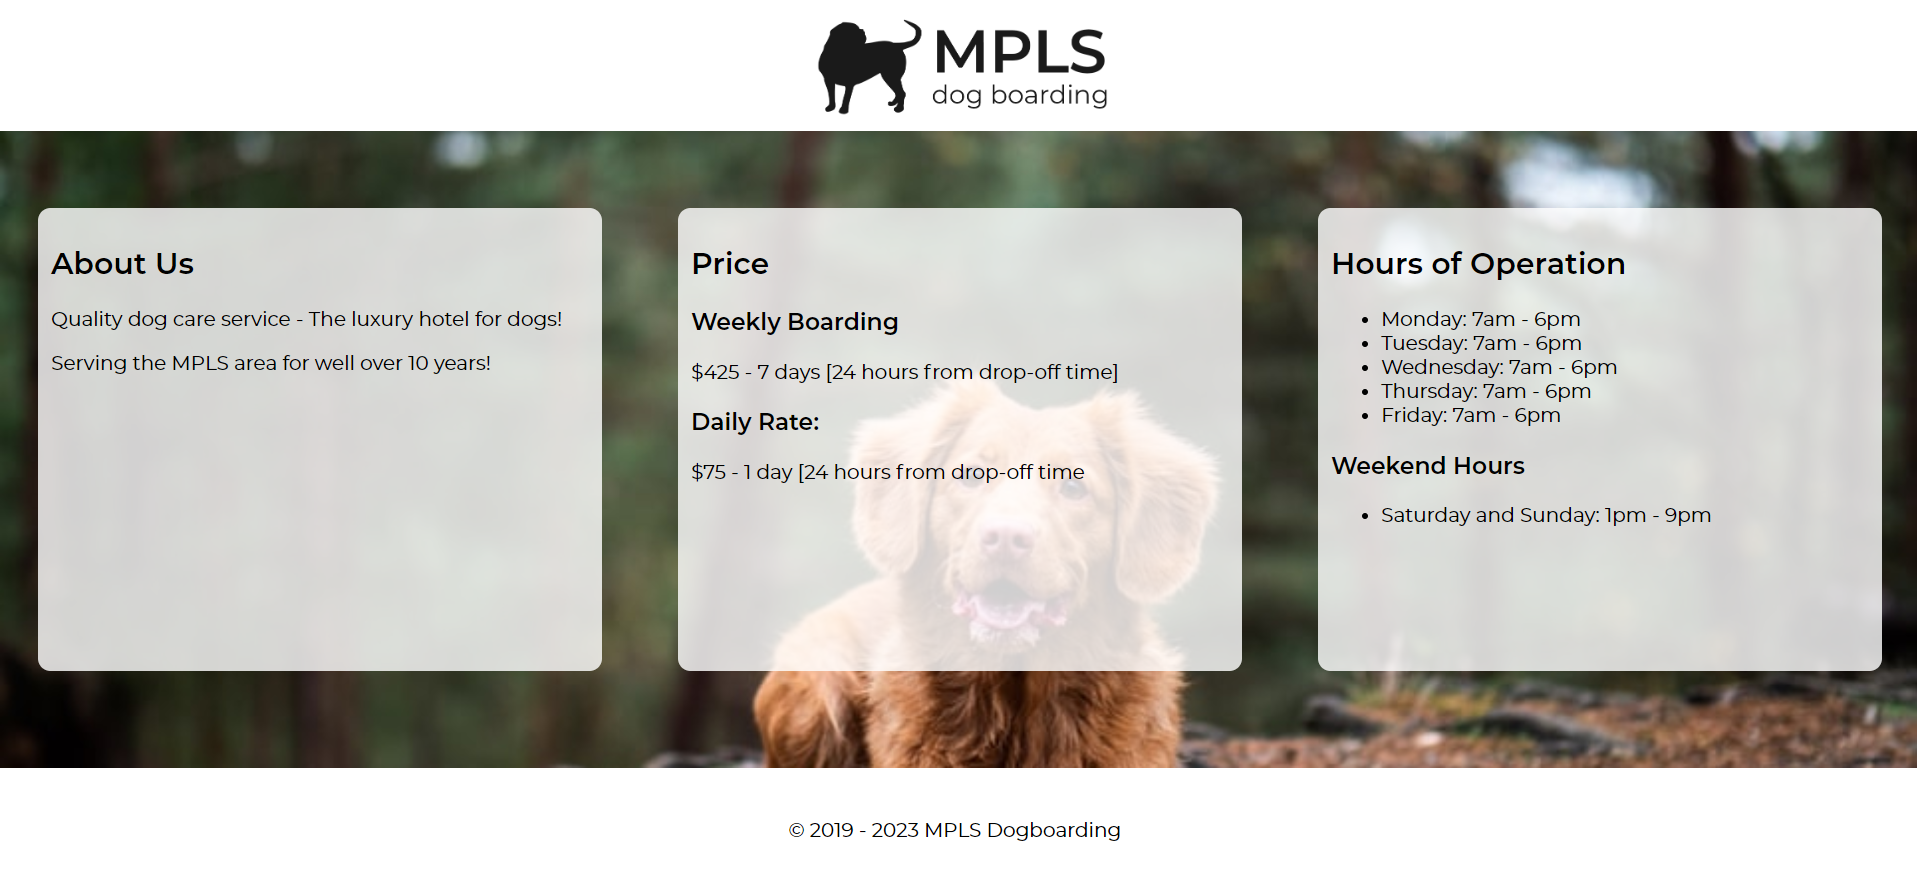 MPLS
dog boarding
About Us
Quality dog care service - The luxury hotel for dogs!
Serving the MPLS area for well over 10 years!
Price
Weekly Boarding
$425 - 7 days [24 hours from drop-off time]
Daily Rate:
$75 - 1 day [24 hours from drop-off time
Hours of Operation
• Monday: 7am - 6pm
• Tuesday: 7am - 6pm
• Wednesday: 7am - 6pm
• Thursday: 7am - 6pm
• Friday: 7am - 6pm
Weekend Hours
• Saturday and Sunday: 1pm - 9pm
© 2019 - 2023 MPLS Dogboarding